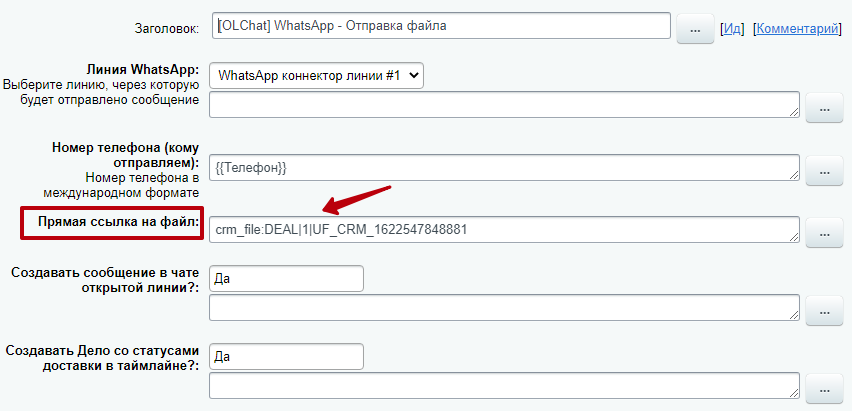 Заголовок: [OLChat] WhatsApp - Отправка файла ... [Ид] [Комментарий]
Линия WhatsApp: WhatsApp коннектор линии #1
Выберите линию, через которую
будет отправлено сообщение ...
Номер телефона (кому
отправляем): {{Телефон}} ...
Номер телефона в
международном формате
Прямая ссылка на файл: crm_file:DEAL|1|UF_CRM_1622547848881 ...
Создавать сообщение в чате Да
открытой линии?: ...
Создавать Дело со статусами Да
доставки в таймлайне?: ...